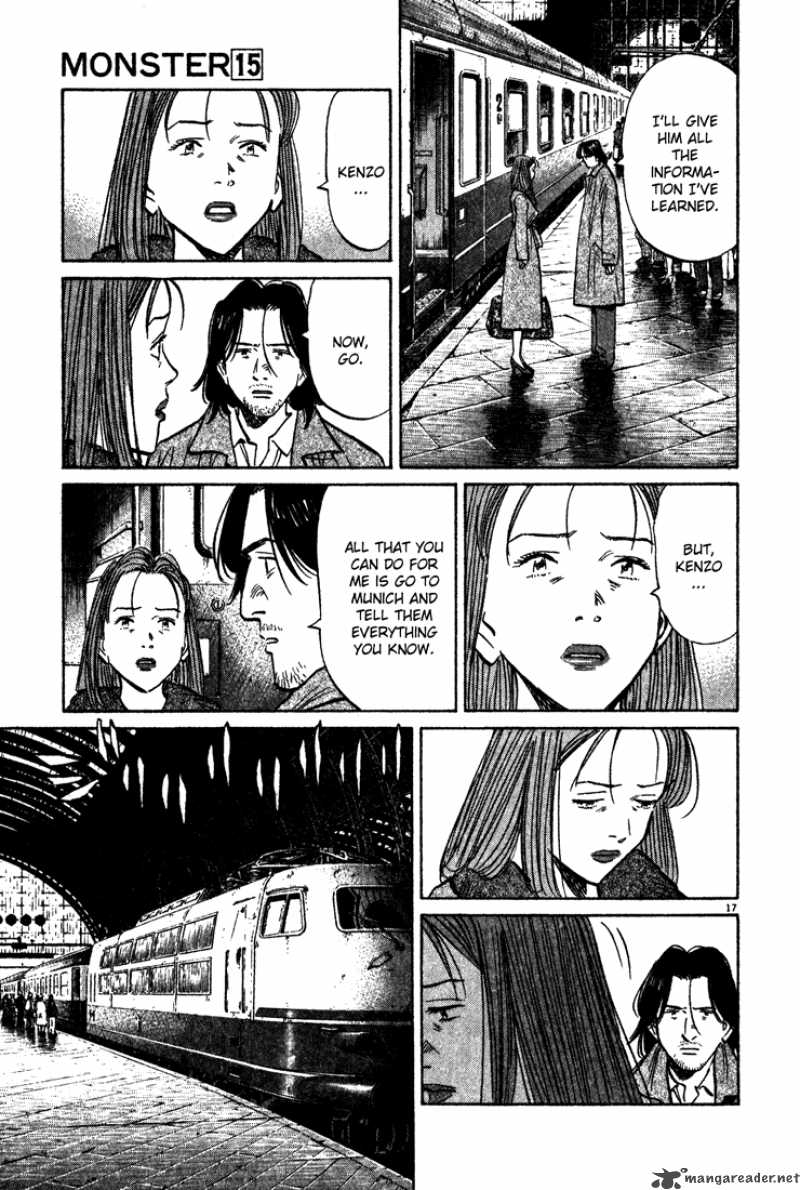 MONSTER 15
I'LL GIVE
HIM ALL
THE
INFORMA-
TION I'VE
LEARNED.
KENZO
...
NOW,
GO.
BUT,
KENZO
...
ALL THAT YOU
CAN DO FOR
ME IS GO TO
MUNICH AND
TELL THEM
EVERYTHING
YOU KNOW.
17
2
mangareader.net